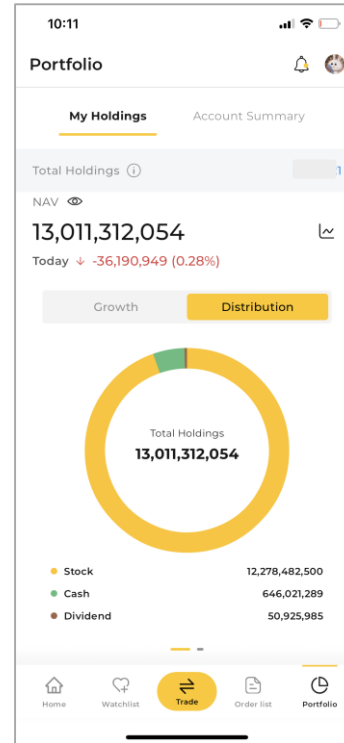 10:11
Portfolio
My Holdings Account Summary
Total Holdings
NAV
13,011,312,054
Today ↓ -36,190,949 (0.28%)
Growth Distribution
Total Holdings
13,011,312,054
Stock 12,278,482,500
Cash 646,021,289
Dividend 50,925,985
Home Watchlist Trade Order list Portfolio